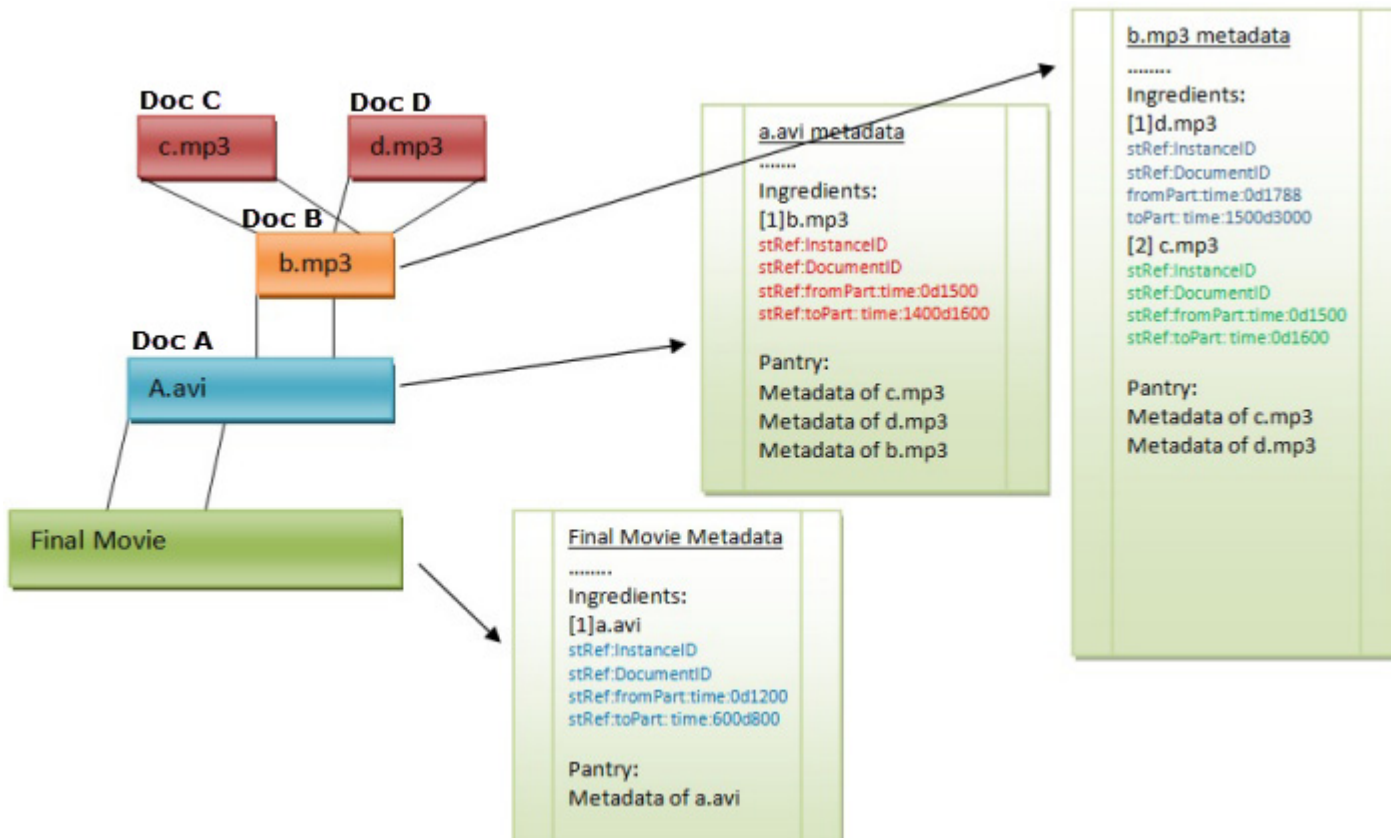 Doc C
c.mp3
Doc D
d.mp3
Doc B
b.mp3
Doc A
A.avi
Final Movie
a.avi metadata
.......
Ingredients:
[1]b.mp3
stRef:InstanceID
stRef:DocumentID
stRef:fromPart:time:0d1500
stRef:toPart: time:1400d1600
Pantry:
Metadata of c.mp3
Metadata of d.mp3
Metadata of b.mp3
b.mp3 metadata
........
Ingredients:
[1]d.mp3
stRef:InstanceID
stRef:DocumentID
fromPart:time:0d1788
toPart: time:1500d3000
[2] c.mp3
stRef:InstanceID
stRef:DocumentID
stRef:fromPart:time:0d1500
stRef:toPart: time:0d1600
Pantry:
Metadata of c.mp3
Metadata of d.mp3
Final Movie Metadata
........
Ingredients:
[1]a.avi
stRef:InstanceID
stRef:DocumentID
stRef:fromPart:time:0d1200
stRef:toPart: time:600d800
Pantry:
Metadata of a.avi